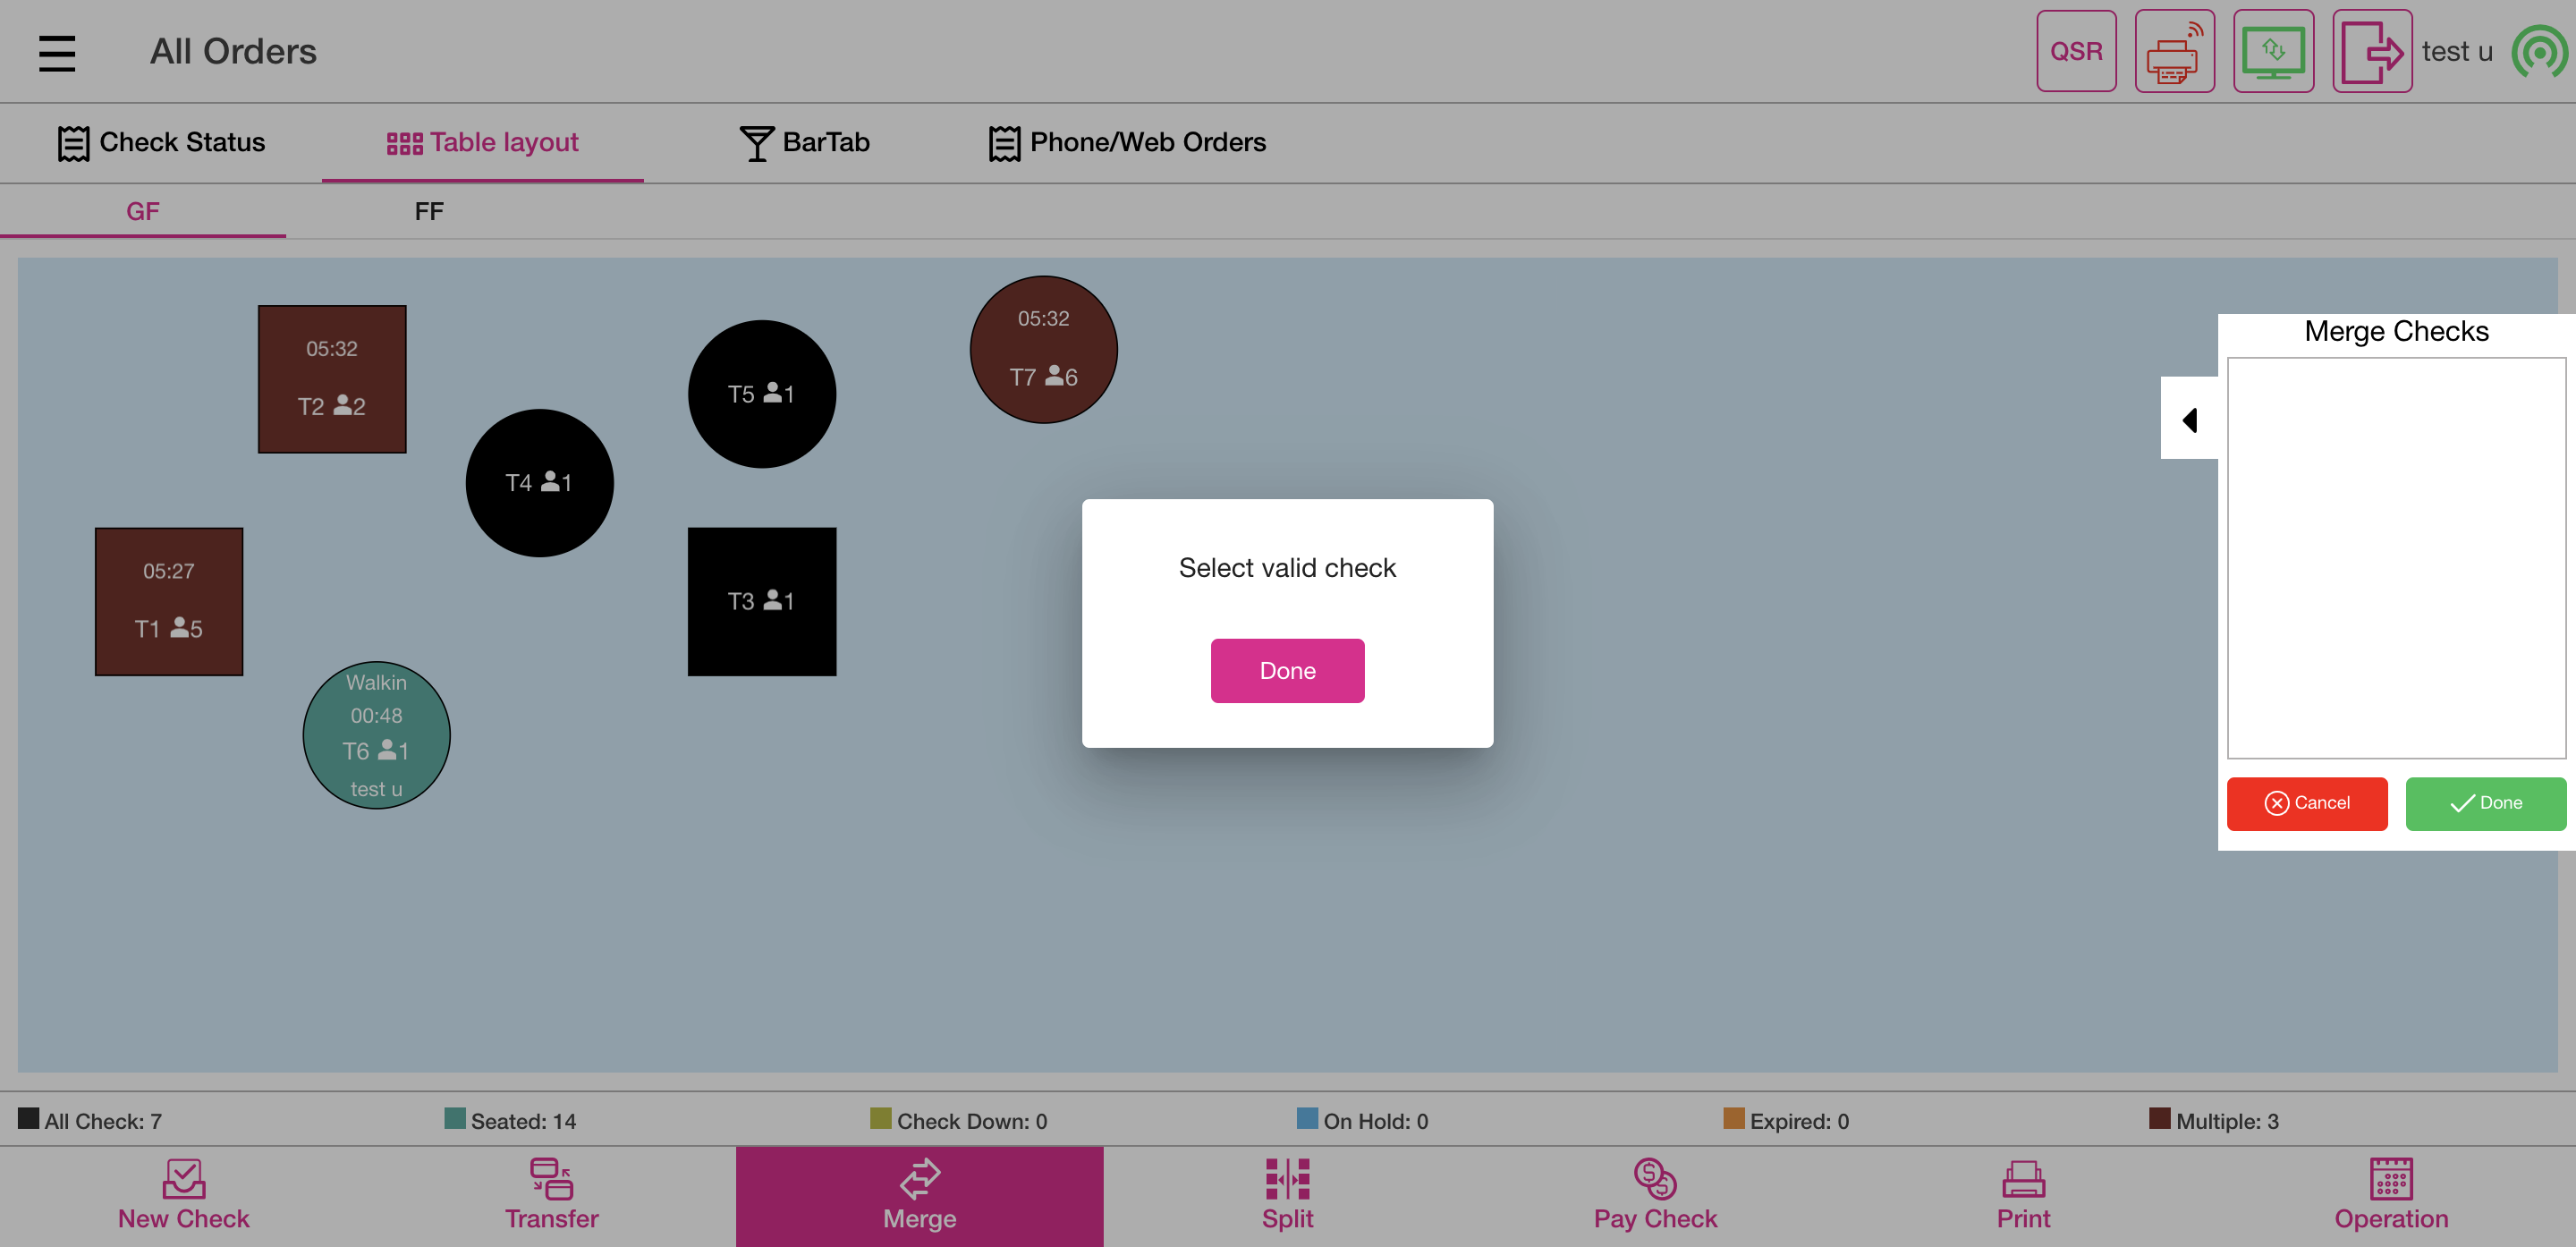 All Orders
QSR
test u
Check Status
Table layout
BarTab
Phone/Web Orders
GF
FF
05:32
T2 2
T4 1
T5 1
05:32
T7 6
05:27
T1 5
T3 1
Walkin
00:48
T6 1
test u
Select valid check
Done
Merge Checks
Cancel
Done
All Check: 7
Seated: 14
Check Down: 0
On Hold: 0
Expired: 0
Multiple: 3
New Check
Transfer
Merge
Split
Pay Check
Print
Operation